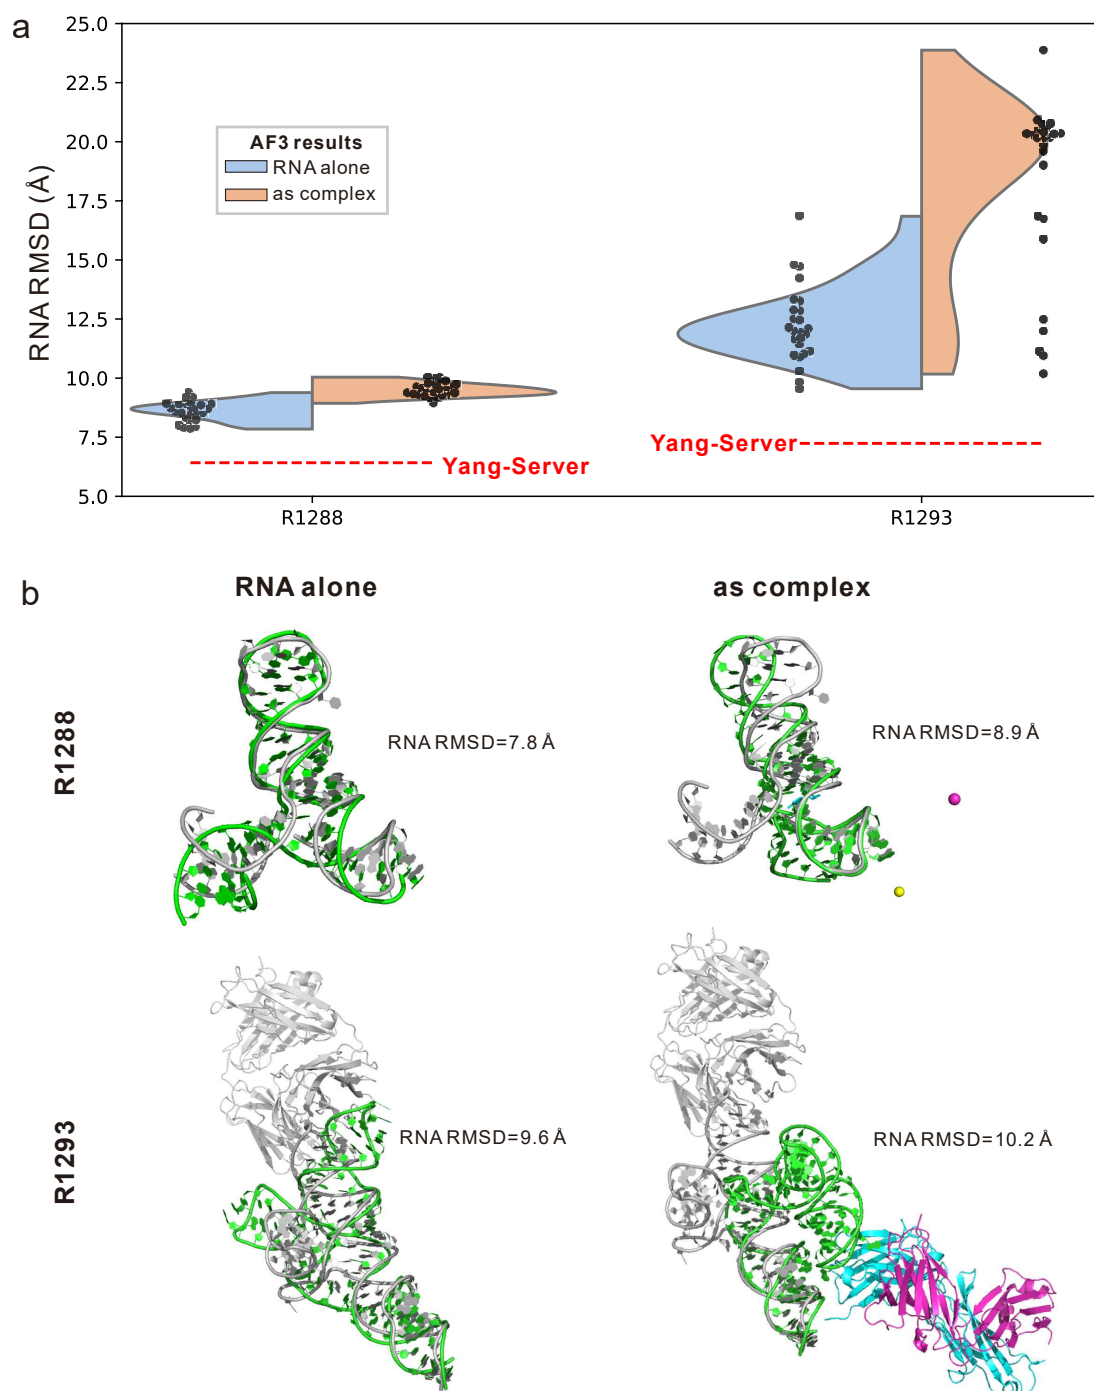 a
RNA RMSD (Å)
25.0
22.5
20.0
17.5
15.0
12.5
10.0
7.5
5.0
AF3 results
RNA alone
as complex
Yang-Server
Yang-Server
R1288
R1293
b
RNA alone
as complex
R1288
RNA RMSD=7.8 Å
RNA RMSD=8.9 Å
R1293
RNA RMSD=9.6 Å
RNA RMSD=10.2 Å